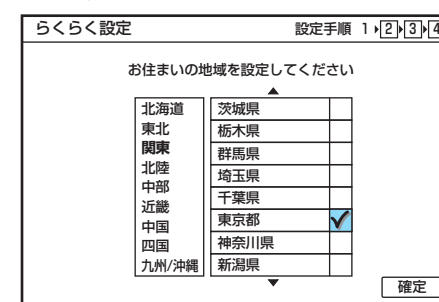 らくらく設定
設定手順 1 2 3 4
お住まいの地域を設定してください
北海道
東北
関東
北陸
中部
近畿
中国
四国
九州/沖縄
茨城県
栃木県
群馬県
埼玉県
千葉県
東京都
神奈川県
新潟県
確定